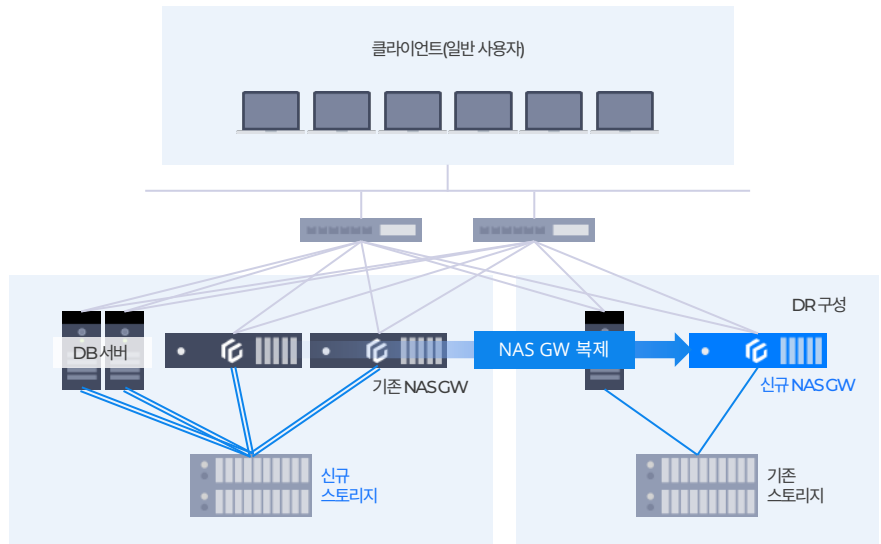 클라이언트(일반 사용자)
DR 구성
DB 서버
NAS GW 복제
기존 NAS GW
신규 NAS GW
신규
스토리지
기존
스토리지